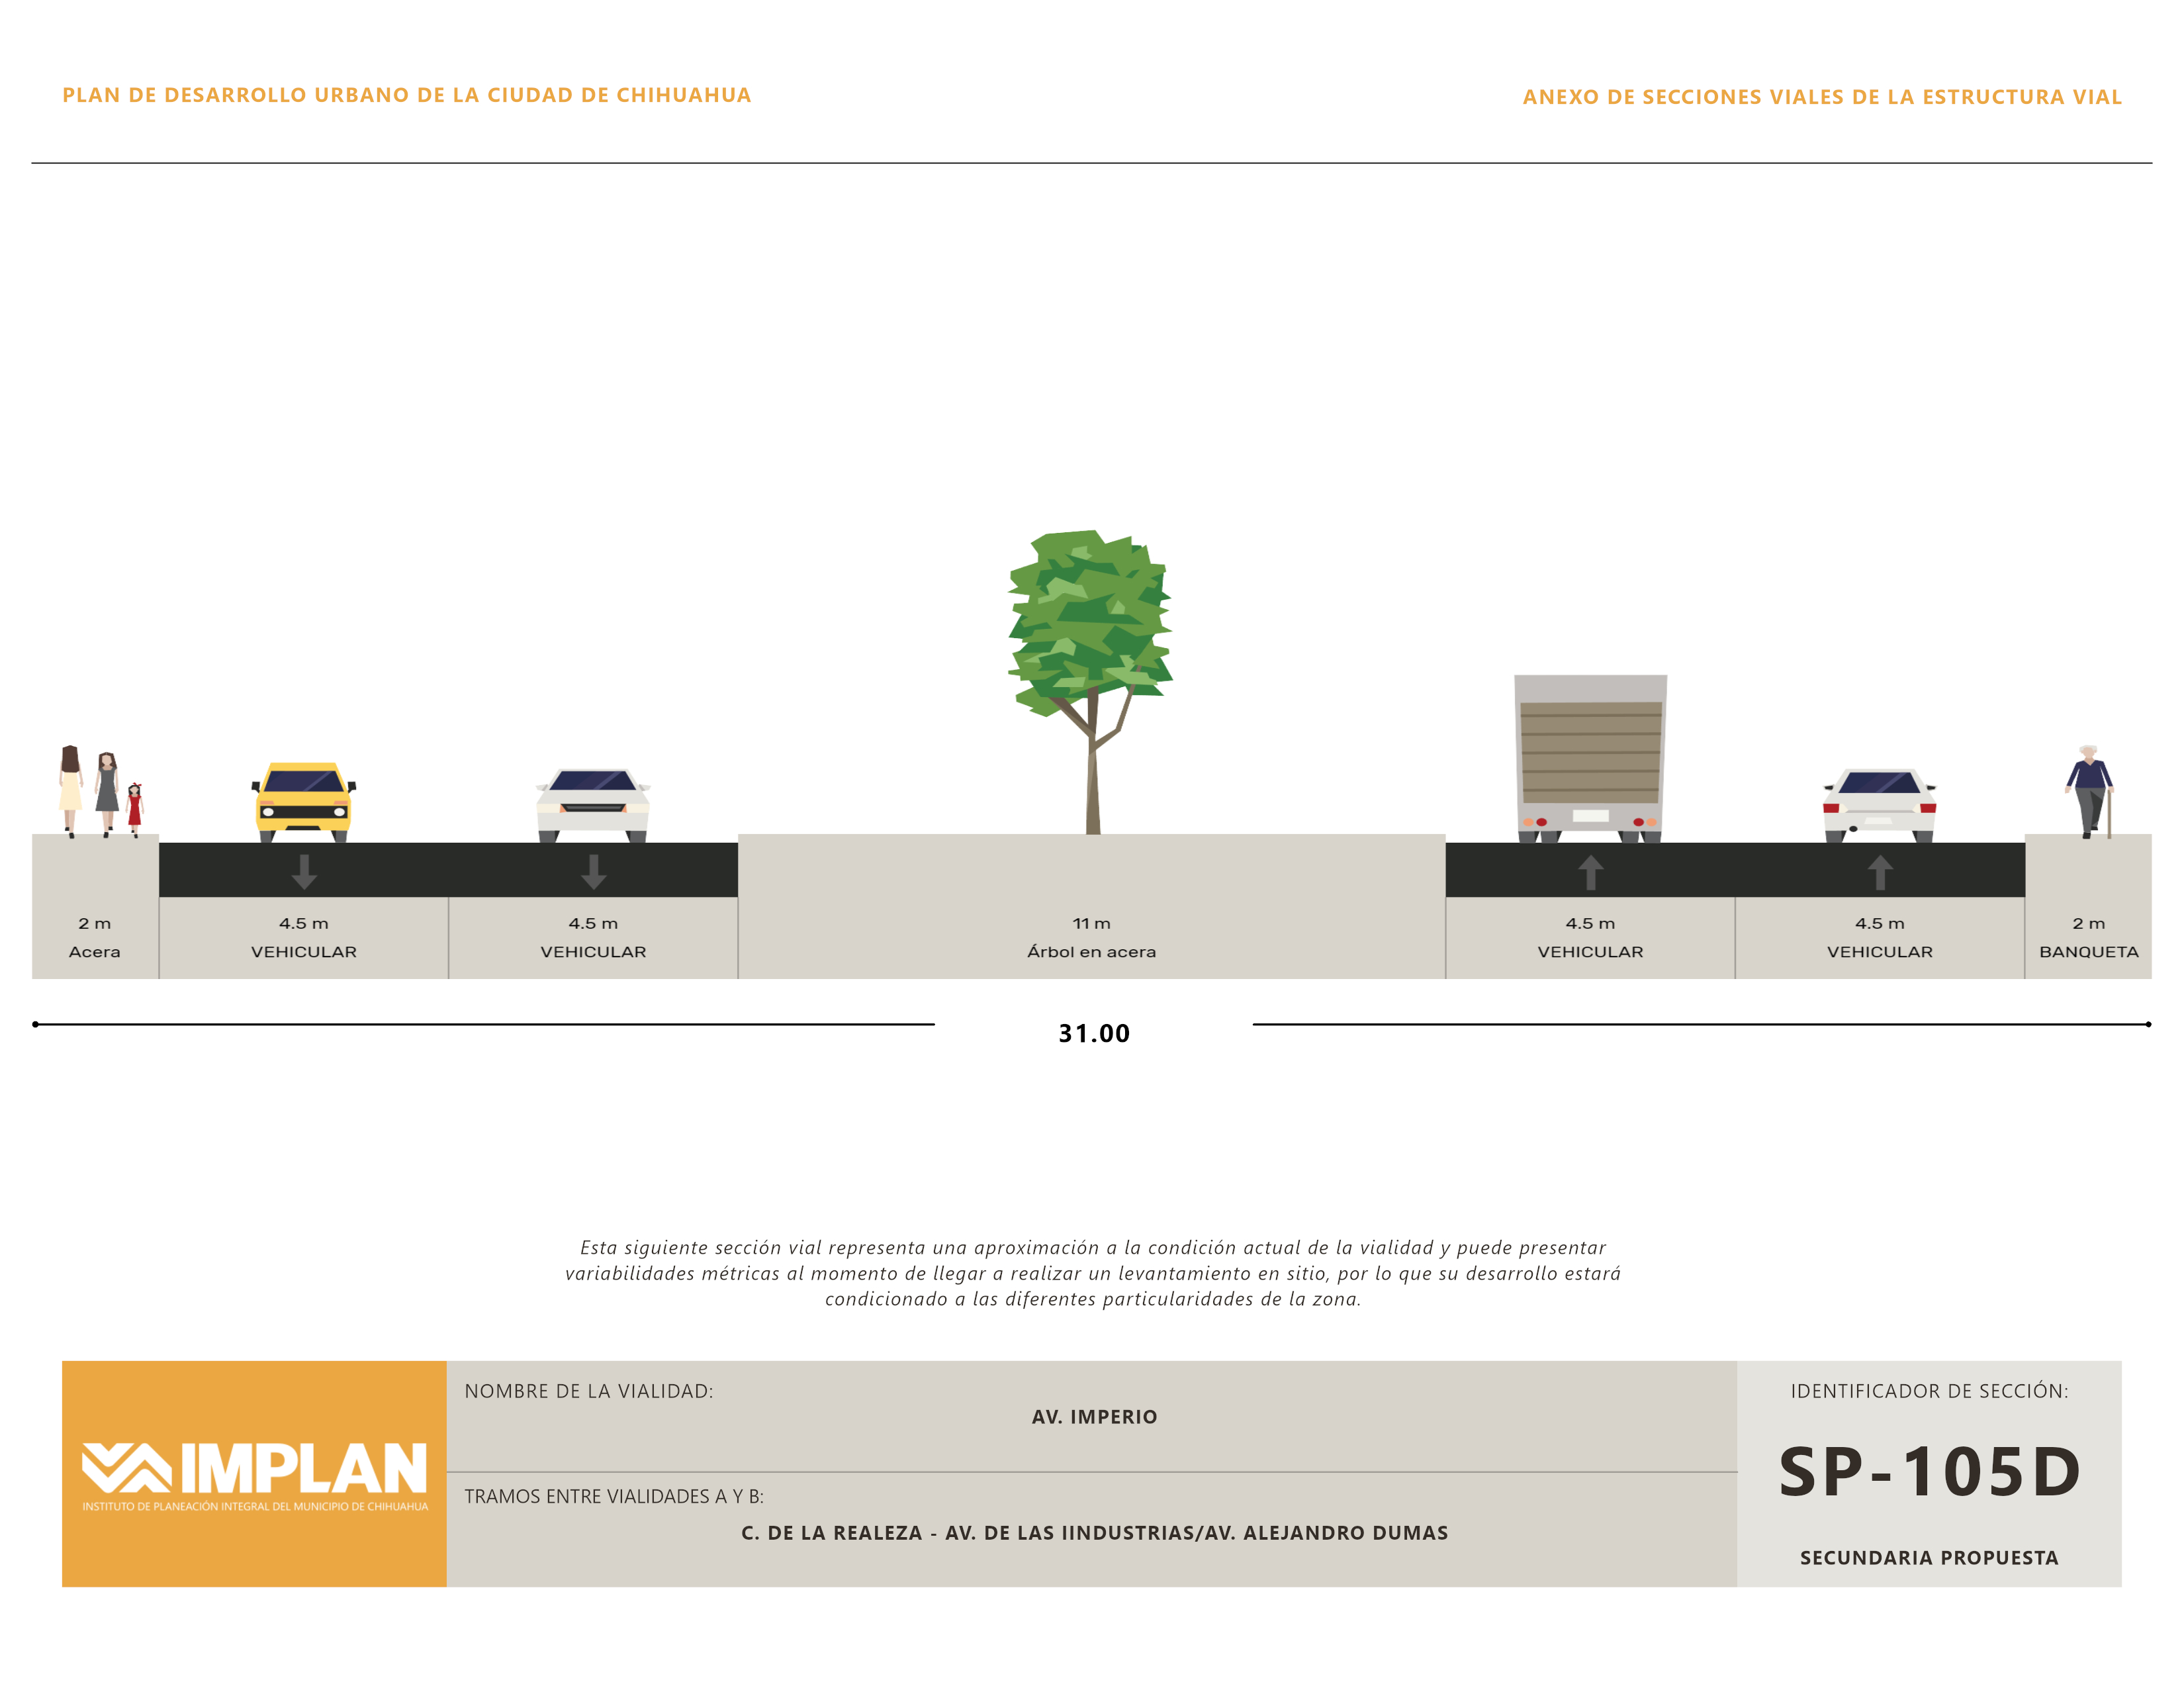 PLAN DE DESARROLLO URBANO DE LA CIUDAD DE CHIHUAHUA
ANEXO DE SECCIONES VIALES DE LA ESTRUCTURA VIAL
2 m
Acera
4.5 m
VEHICULAR
4.5 m
VEHICULAR
11 m
Árbol en acera
4.5 m
VEHICULAR
4.5 m
VEHICULAR
2 m
BANQUETA
31.00
Esta siguiente sección vial representa una aproximación a la condición actual de la vialidad y puede presentar
variabilidades métricas al momento de llegar a realizar un levantamiento en sitio, por lo que su desarrollo estará
condicionado a las diferentes particularidades de la zona.
IMPLAN
INSTITUTO DE PLANEACIÓN INTEGRAL DEL MUNICIPIO DE CHIHUAHUA
NOMBRE DE LA VIALIDAD:
AV. IMPERIO
TRAMOS ENTRE VIALIDADES A Y B:
C. DE LA REALEZA - AV. DE LAS IINDUSTRIAS/AV. ALEJANDRO DUMAS
IDENTIFICADOR DE SECCIÓN:
SP-105D
SECUNDARIA PROPUESTA